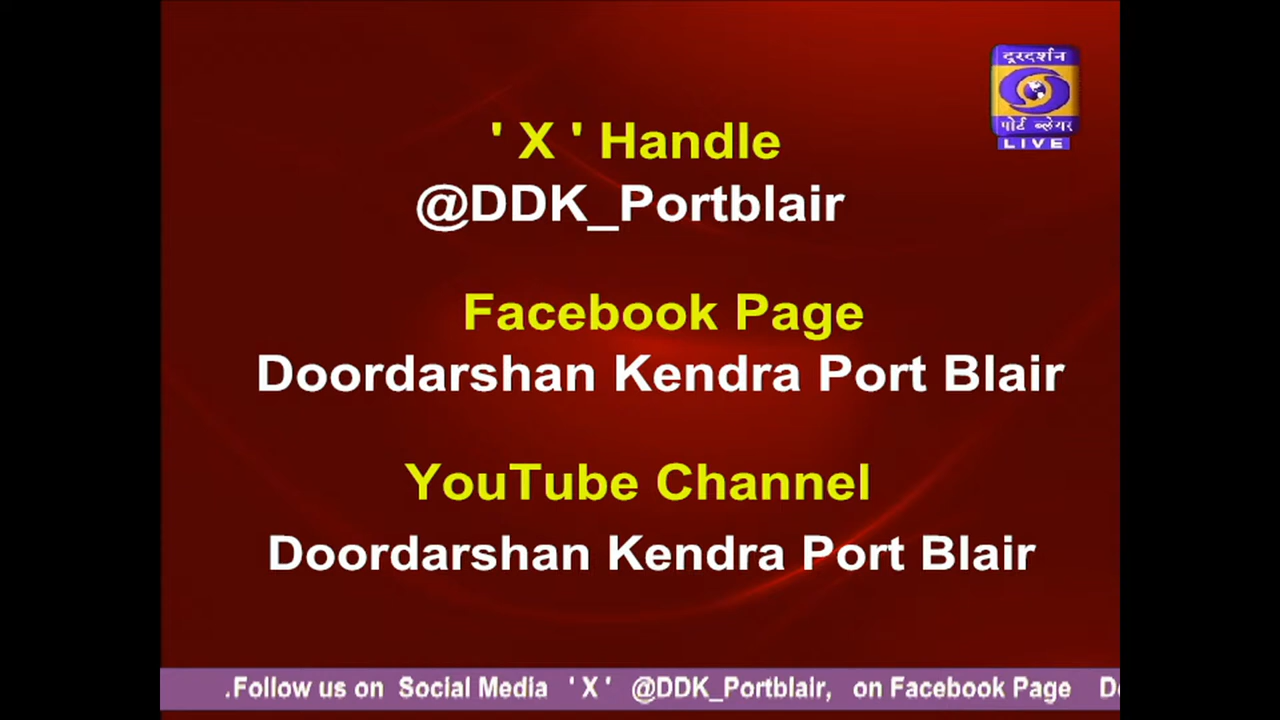 दूरदर्शन
पोर्ट ब्लेयर
LIVE
' X ' Handle
@DDK_Portblair
Facebook Page
Doordarshan Kendra Port Blair
YouTube Channel
Doordarshan Kendra Port Blair
.Follow us on Social Media ' X ' @DDK_Portblair, on Facebook Page